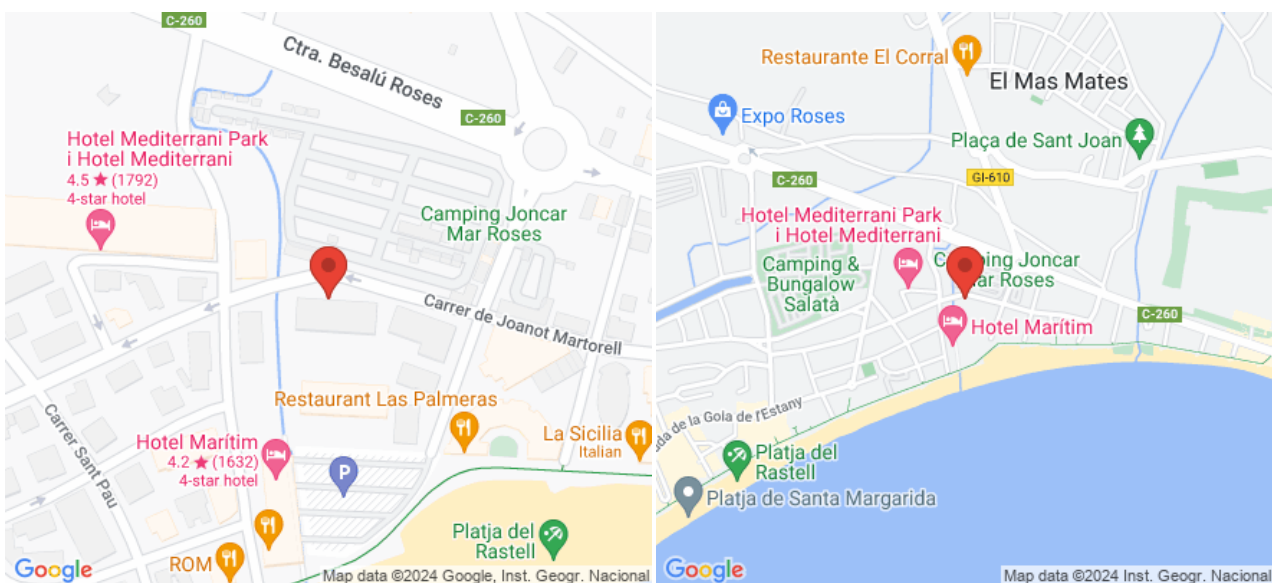 C-260
Ctra. Besalú Roses
C-260
Hotel Mediterrani Park
i Hotel Mediterrani
4.5 ★ (1792)
4-star hotel
Camping Joncar
Mar Roses
Carrer de Joanot Martorell
Restaurant Las Palmeras
La Sicilia
Italian
Hotel Marítim
4.2 ★ (1632)
4-star hotel
Carrer Sant Pau
P
Platja del
Rastell
ROM
Google
Map data ©2024 Google, Inst. Geogr. Nacional
Restaurante El Corral
El Mas Mates
Expo Roses
Plaça de Sant Joan
C-260
GI-610
Hotel Mediterrani Park
i Hotel Mediterrani
Camping &
Bungalow
Salatà
Mar Roses
Hotel Marítim
C-260
de la Gola de l'Estany
Platja del
Rastell
Platja de Santa Margarida
Google
Map data ©2024 Google, Inst. Geogr. Nacional